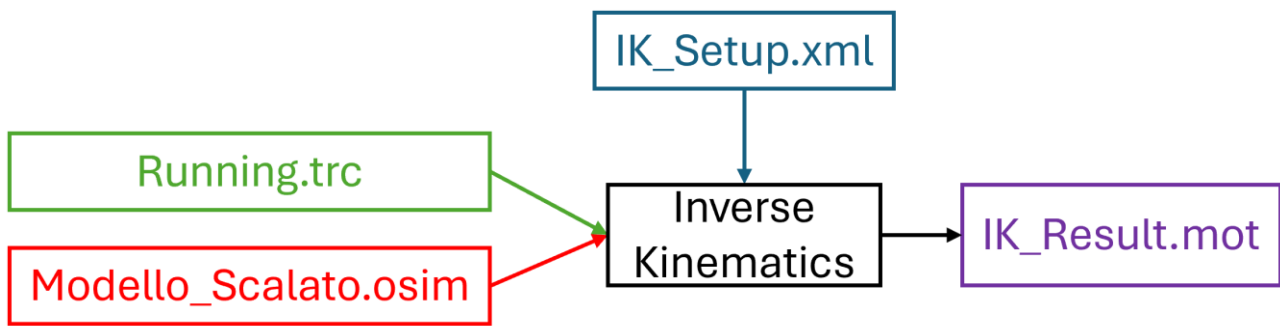 IK_Setup.xml
Running.trc
Modello_Scalato.osim
Inverse
Kinematics
IK_Result.mot